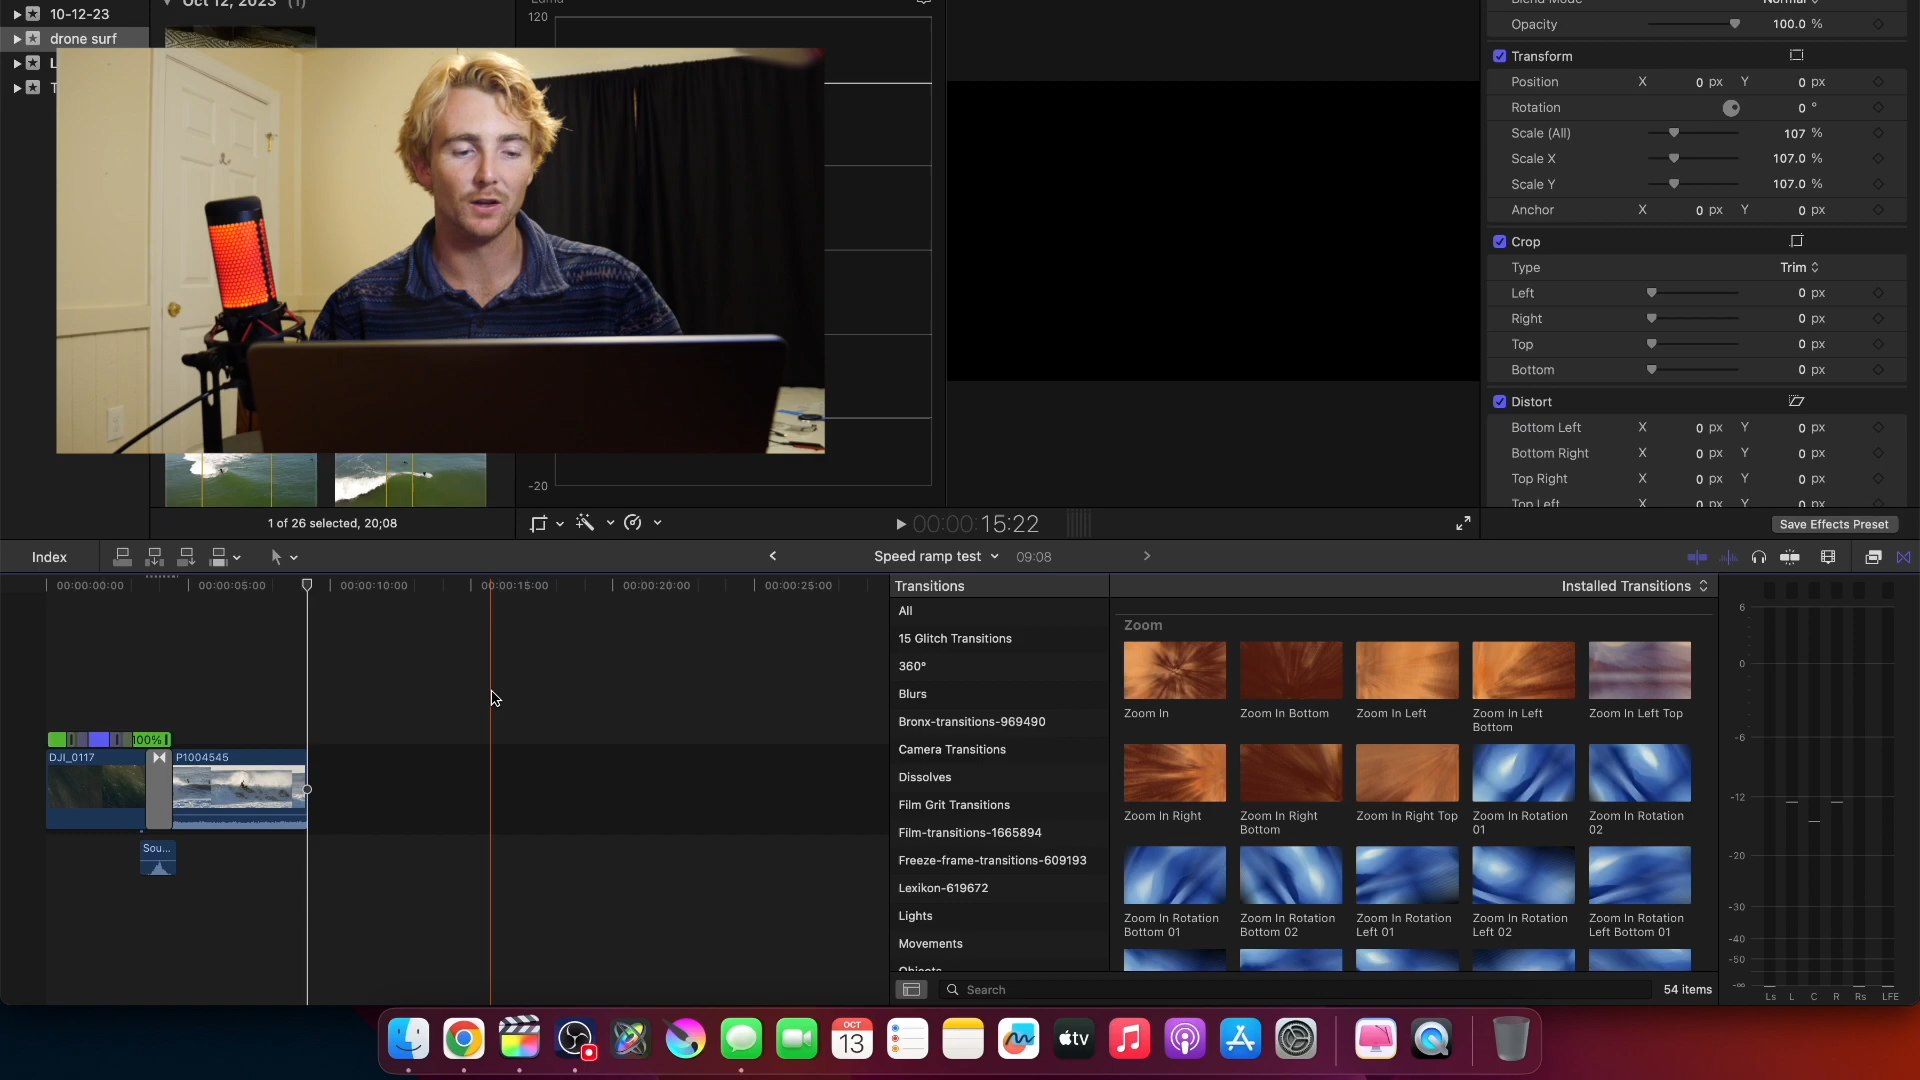 10-12-23
Oct 12, 2023 (1)
drone surf
L
T
120
-20
1 of 26 selected, 20;08
00:00:15:22
Normal
Opacity 100.0 %
Transform
Position X 0 px Y 0 px
Rotation 0 °
Scale (All) 107 %
Scale X 107.0 %
Scale Y 107.0 %
Anchor X 0 px Y 0 px
Crop
Type Trim
Left 0 px
Right 0 px
Top 0 px
Bottom 0 px
Distort
Bottom Left X 0 px Y 0 px
Bottom Right X 0 px Y 0 px
Top Right X 0 px Y 0 px
Top Left X 0 px Y 0 px
Save Effects Preset
Index
Speed ramp test 09:08
00:00:00:00 00:00:05:00 00:00:10:00 00:00:15:00 00:00:20:00 00:00:25:00
100%
DJI_0117
P1004545
Sou...
Transitions
Installed Transitions
All
15 Glitch Transitions
360°
Blurs
Bronx-transitions-969490
Camera Transitions
Dissolves
Film Grit Transitions
Film-transitions-1665894
Freeze-frame-transitions-609193
Lexikon-619672
Lights
Movements
Objects
Zoom
Zoom In
Zoom In Bottom
Zoom In Left
Zoom In Left
Bottom
Zoom In Left Top
Zoom In Right
Zoom In Right
Bottom
Zoom In Right Top
Zoom In Rotation
01
Zoom In Rotation
02
Zoom In Rotation
Bottom 01
Zoom In Rotation
Bottom 02
Zoom In Rotation
Left 01
Zoom In Rotation
Left 02
Zoom In Rotation
Left Bottom 01
Search
54 items
6
0
-6
-12
-20
-30
-40
-50
-∞
Ls L C R Rs LFE
OCT
13
tv